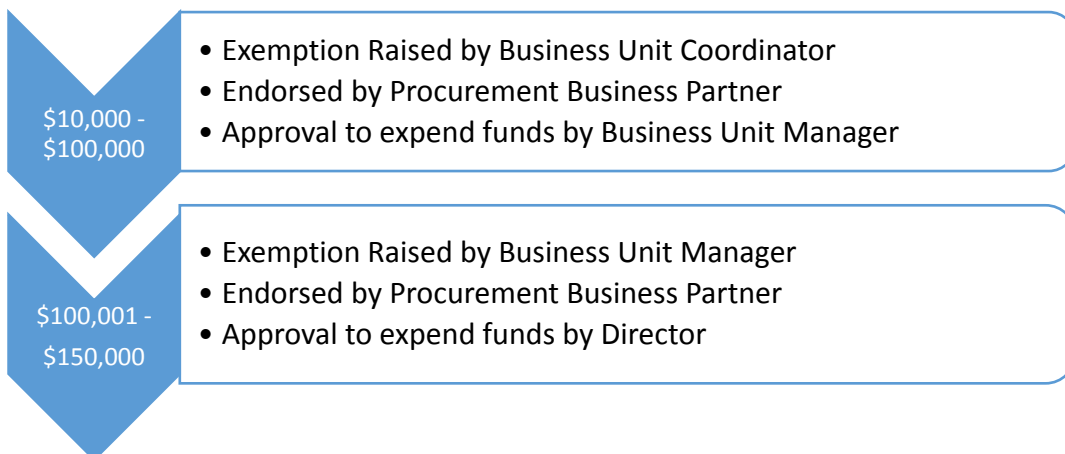 $10,000 -
$100,000
• Exemption Raised by Business Unit Coordinator
• Endorsed by Procurement Business Partner
• Approval to expend funds by Business Unit Manager
$100,001 -
$150,000
• Exemption Raised by Business Unit Manager
• Endorsed by Procurement Business Partner
• Approval to expend funds by Director